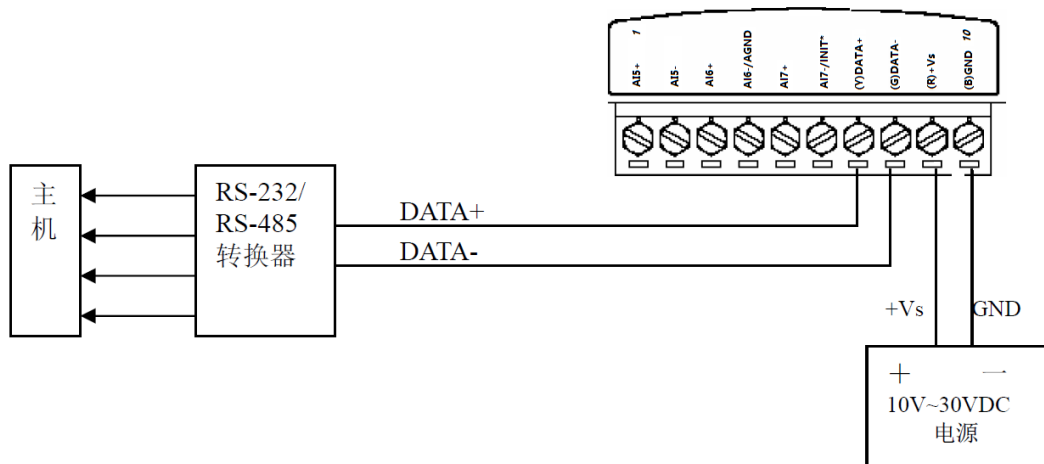 1
10
AI5+
AI5-
AI6+
AI6-/AGND
AI7+
AI7-/INIT*
(Y)DATA+
(G)DATA-
(R)+Vs
(B)GND
主
机
RS-232/
RS-485
转换器
DATA+
DATA-
+Vs
GND
+ —
10V~30VDC
电源